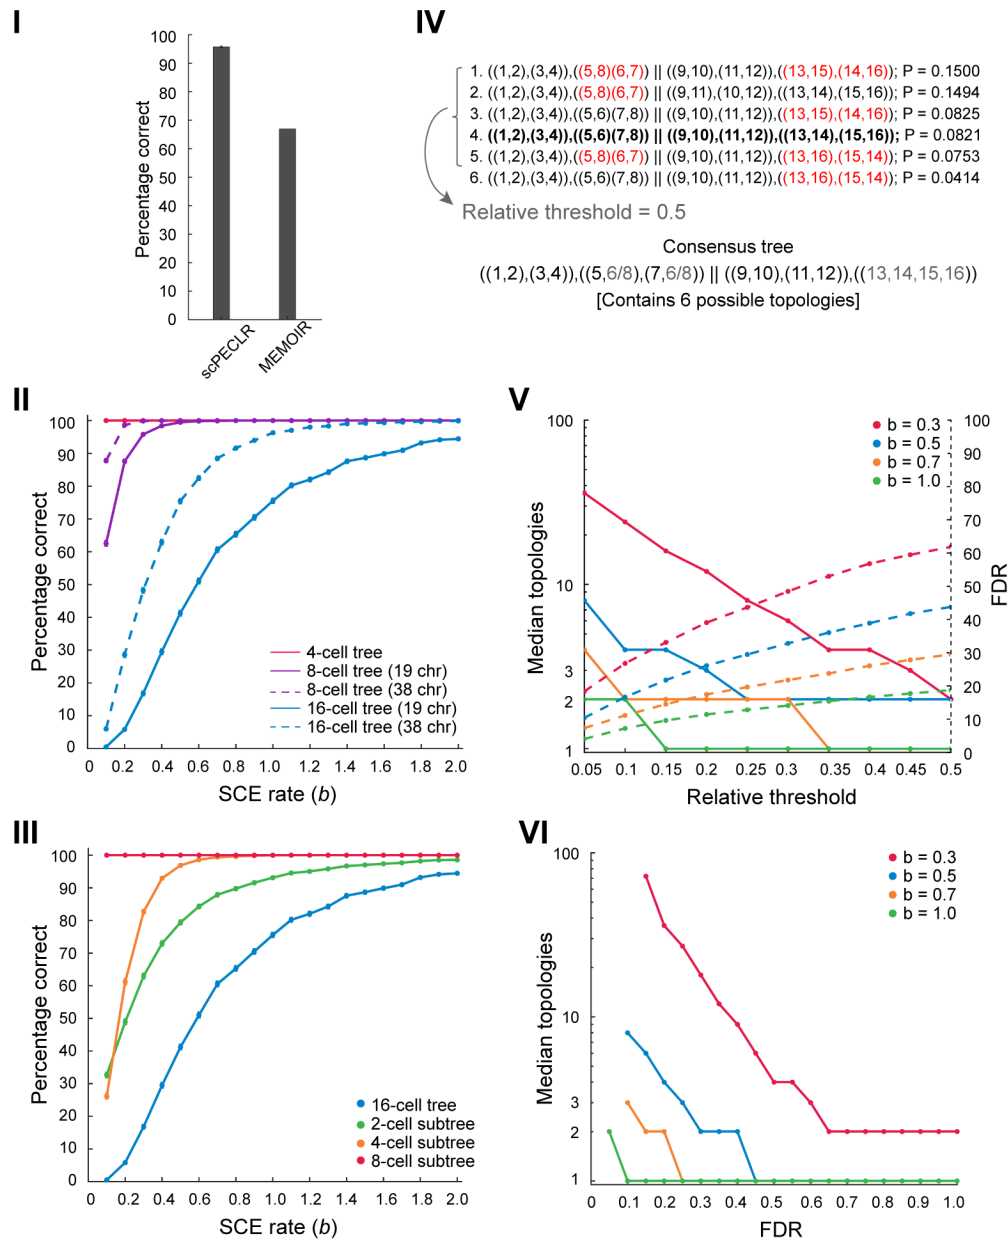 I
100
90
80
70
60
50
40
30
20
10
0
Percentage correct
scPECLR
MEMOIR
IV
1. ((1,2),(3,4)),((5,8)(6,7)) || ((9,10),(11,12)),((13,15),(14,16)); P = 0.1500
2. ((1,2),(3,4)),((5,8)(6,7)) || ((9,11),(10,12)),((13,14),(15,16)); P = 0.1494
3. ((1,2),(3,4)),((5,6)(7,8)) || ((9,10),(11,12)),((13,15),(14,16)); P = 0.0825
4. ((1,2),(3,4)),((5,6)(7,8)) || ((9,10),(11,12)),((13,14),(15,16)); P = 0.0821
5. ((1,2),(3,4)),((5,8)(6,7)) || ((9,10),(11,12)),((13,16),(15,14)); P = 0.0753
6. ((1,2),(3,4)),((5,6)(7,8)) || ((9,10),(11,12)),((13,16),(15,14)); P = 0.0414
Relative threshold = 0.5
Consensus tree
((1,2),(3,4)),((5,6/8),(7,6/8)) || ((9,10),(11,12)),((13,14,15,16))
[Contains 6 possible topologies]
II
100
90
80
70
60
50
40
30
20
10
0
Percentage correct
4-cell tree
8-cell tree (19 chr)
8-cell tree (38 chr)
16-cell tree (19 chr)
16-cell tree (38 chr)
0 0.2 0.4 0.6 0.8 1.0 1.2 1.4 1.6 1.8 2.0
SCE rate (b)
V
100
10
3
2
1
Median topologies
b = 0.3
b = 0.5
b = 0.7
b = 1.0
100
90
80
70
60
50
40
30
20
10
0
FDR
0.05 0.1 0.15 0.2 0.25 0.3 0.35 0.4 0.45 0.5
Relative threshold
III
100
90
80
70
60
50
40
30
20
10
0
Percentage correct
16-cell tree
2-cell subtree
4-cell subtree
8-cell subtree
0 0.2 0.4 0.6 0.8 1.0 1.2 1.4 1.6 1.8 2.0
SCE rate (b)
VI
100
10
3
2
1
Median topologies
b = 0.3
b = 0.5
b = 0.7
b = 1.0
0 0.1 0.2 0.3 0.4 0.5 0.6 0.7 0.8 0.9 1.0
FDR